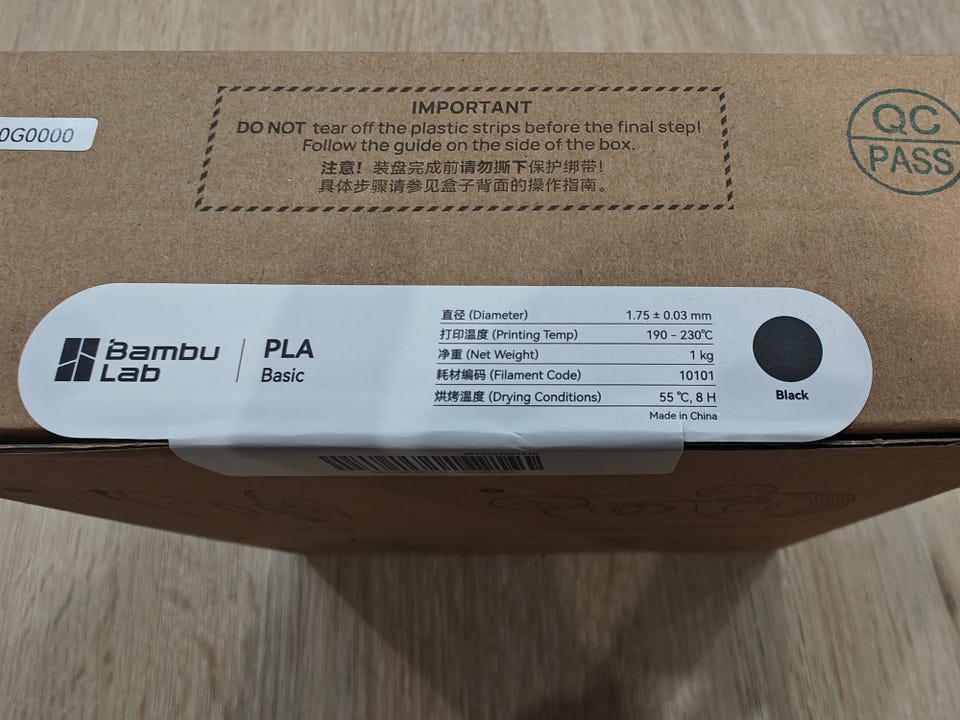 0G0000
IMPORTANT
DO NOT tear off the plastic strips before the final step!
Follow the guide on the side of the box.
注意！装盘完成前请勿撕下保护绑带！
具体步骤请参见盒子背面的操作指南。
QC
PASS
Bambu
Lab
PLA
Basic
直径 (Diameter) 1.75 ± 0.03 mm
打印温度 (Printing Temp) 190 - 230℃
净重 (Net Weight) 1 kg
耗材编码 (Filament Code) 10101
烘烤温度 (Drying Conditions) 55 ℃, 8 H
Made in China
Black